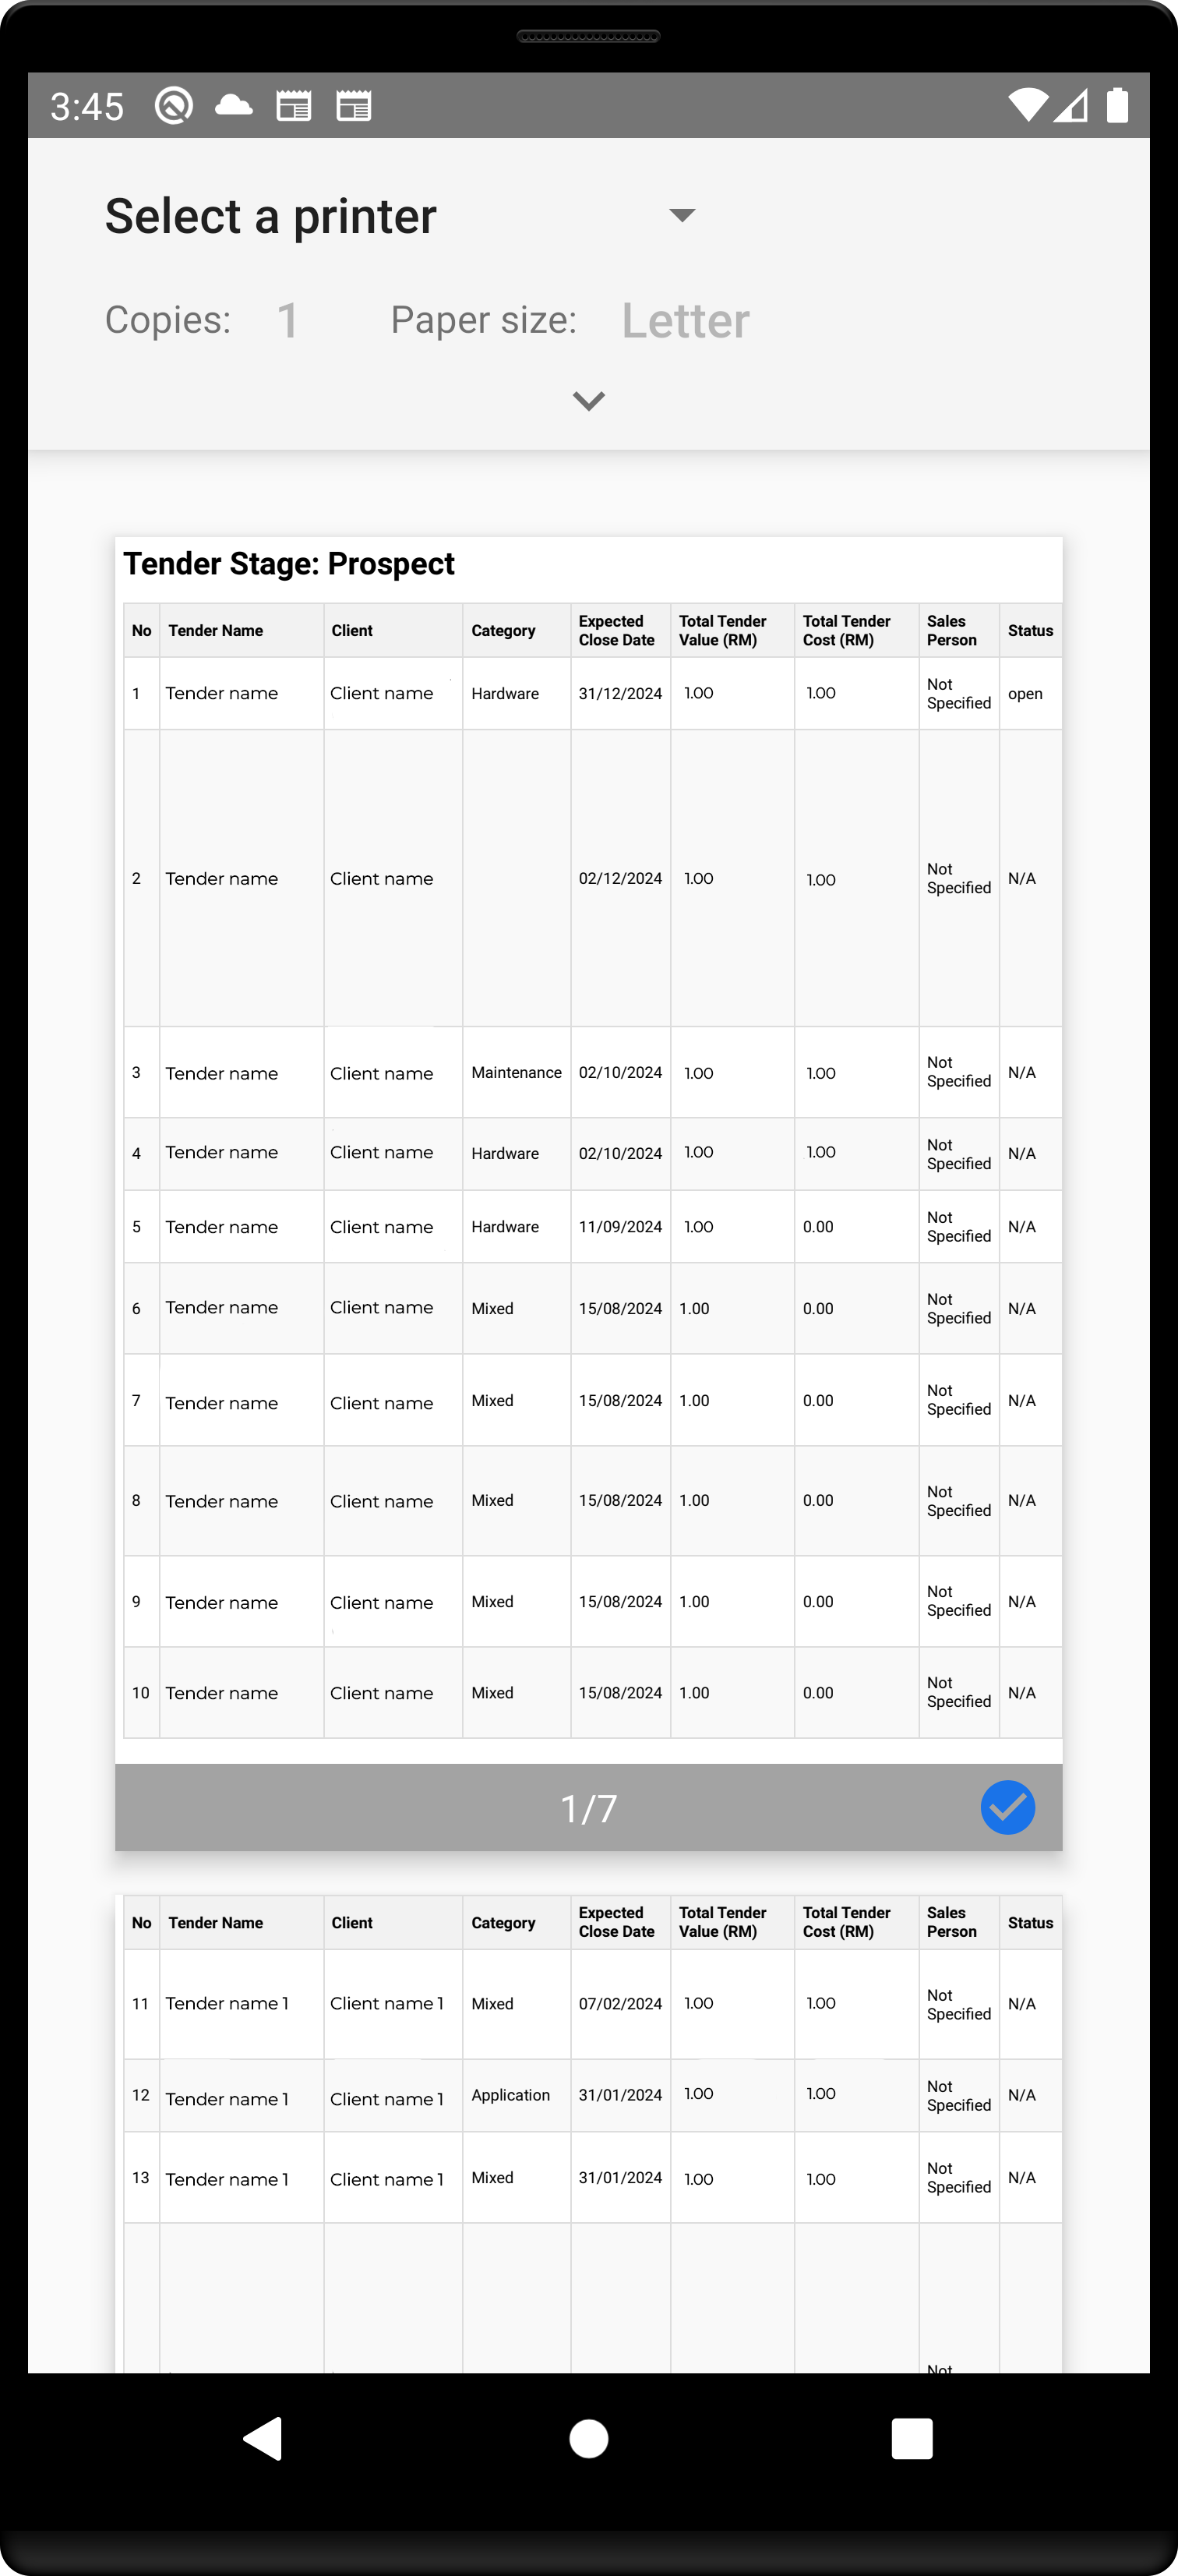 3:45
Select a printer
Copies: 1 Paper size: Letter
Tender Stage: Prospect
No Tender Name Client Category Expected Close Date Total Tender Value (RM) Total Tender Cost (RM) Sales Person Status
1 Tender name Client name Hardware 31/12/2024 1.00 1.00 Not Specified open
2 Tender name Client name 02/12/2024 1.00 1.00 Not Specified N/A
3 Tender name Client name Maintenance 02/10/2024 1.00 1.00 Not Specified N/A
4 Tender name Client name Hardware 02/10/2024 1.00 1.00 Not Specified N/A
5 Tender name Client name Hardware 11/09/2024 1.00 0.00 Not Specified N/A
6 Tender name Client name Mixed 15/08/2024 1.00 0.00 Not Specified N/A
7 Tender name Client name Mixed 15/08/2024 1.00 0.00 Not Specified N/A
8 Tender name Client name Mixed 15/08/2024 1.00 0.00 Not Specified N/A
9 Tender name Client name Mixed 15/08/2024 1.00 0.00 Not Specified N/A
10 Tender name Client name Mixed 15/08/2024 1.00 0.00 Not Specified N/A
1/7
No Tender Name Client Category Expected Close Date Total Tender Value (RM) Total Tender Cost (RM) Sales Person Status
11 Tender name 1 Client name 1 Mixed 07/02/2024 1.00 1.00 Not Specified N/A
12 Tender name 1 Client name 1 Application 31/01/2024 1.00 1.00 Not Specified N/A
13 Tender name 1 Client name 1 Mixed 31/01/2024 1.00 1.00 Not Specified N/A
Not